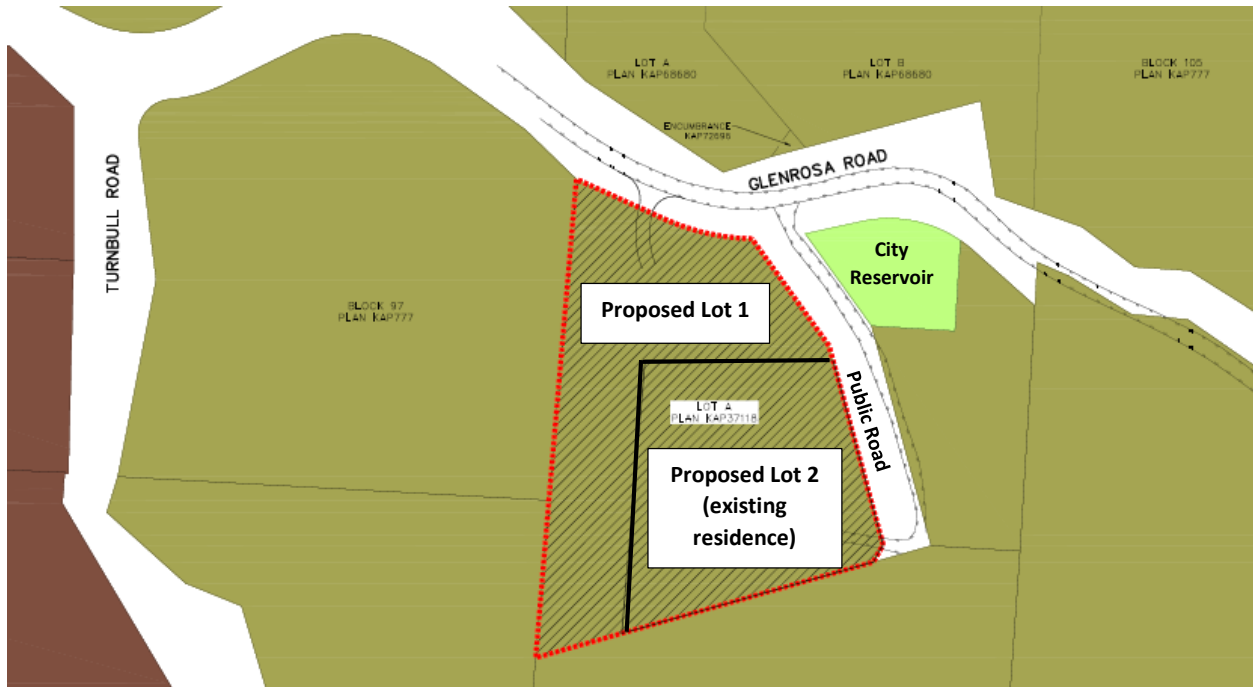 LOT A
PLAN KAP68680
LOT B
PLAN KAP68680
BLOCK 105
PLAN KAP777
ENCUMBRANCE
KAP72696
GLENROSA ROAD
TURNBULL ROAD
City
Reservoir
BLOCK 97
PLAN KAP777
Proposed Lot 1
Public Road
LOT A
PLAN KAP37118
Proposed Lot 2
(existing
residence)